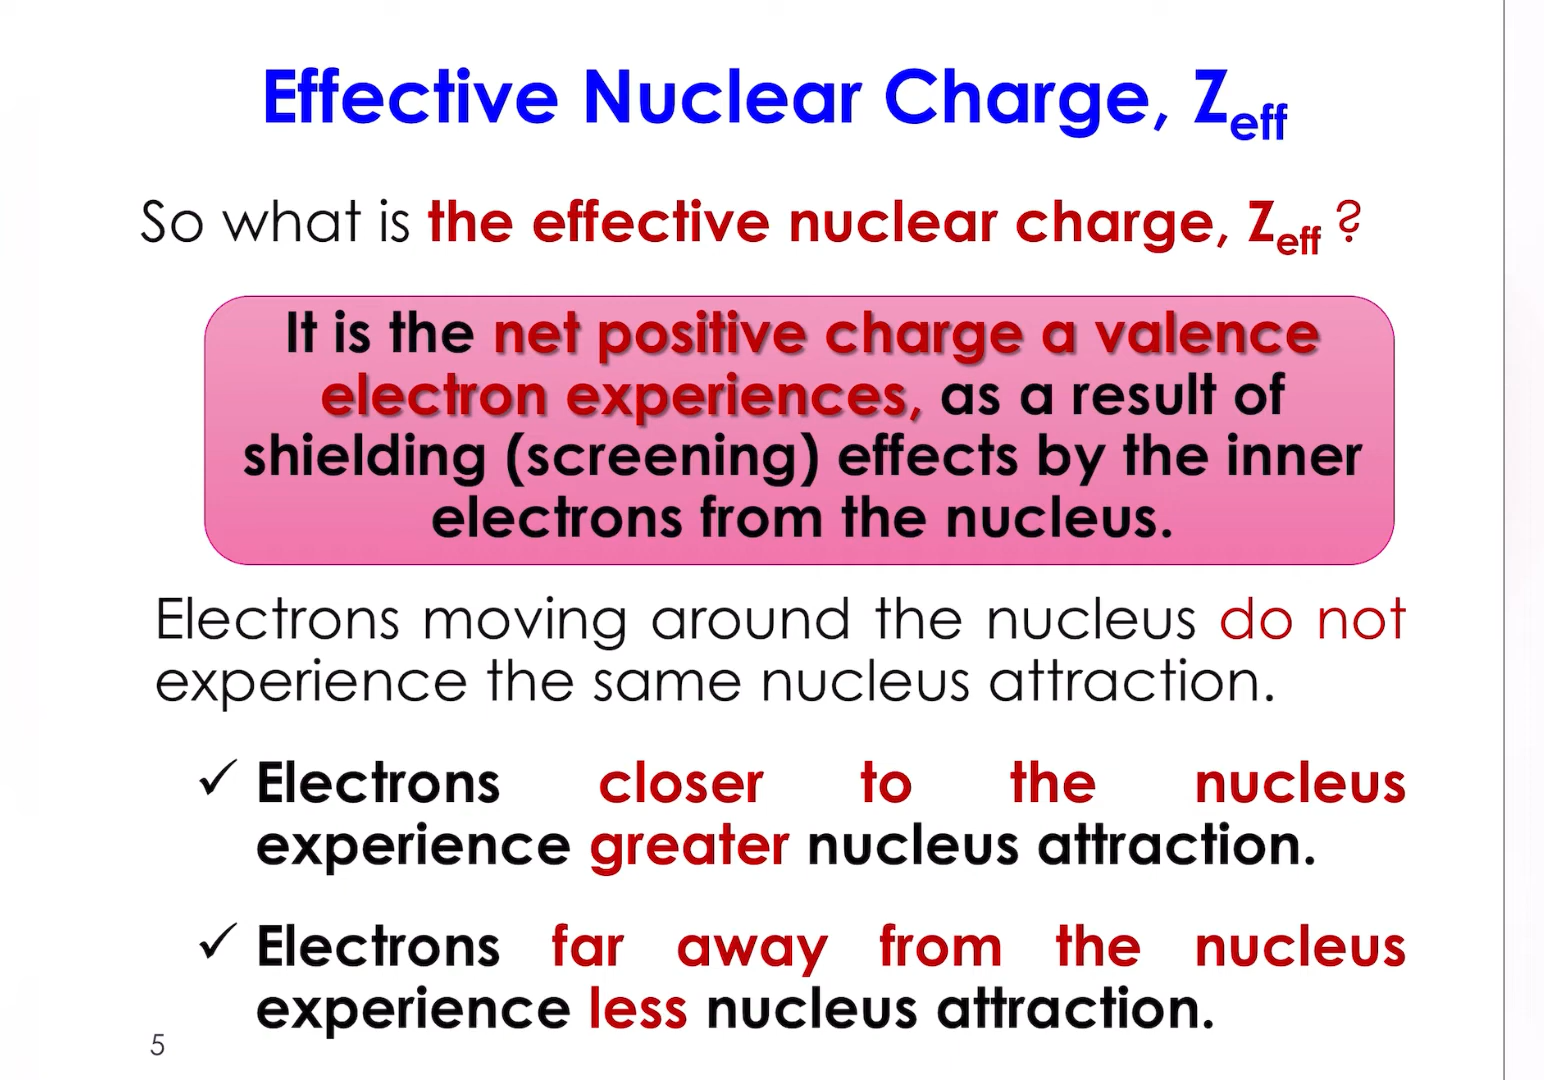 Effective Nuclear Charge, Zeff
So what is the effective nuclear charge, Zeff ?
It is the net positive charge a valence
electron experiences, as a result of
shielding (screening) effects by the inner
electrons from the nucleus.
Electrons moving around the nucleus do not
experience the same nucleus attraction.
✓ Electrons closer to the nucleus
experience greater nucleus attraction.
✓ Electrons far away from the nucleus
experience less nucleus attraction.
5